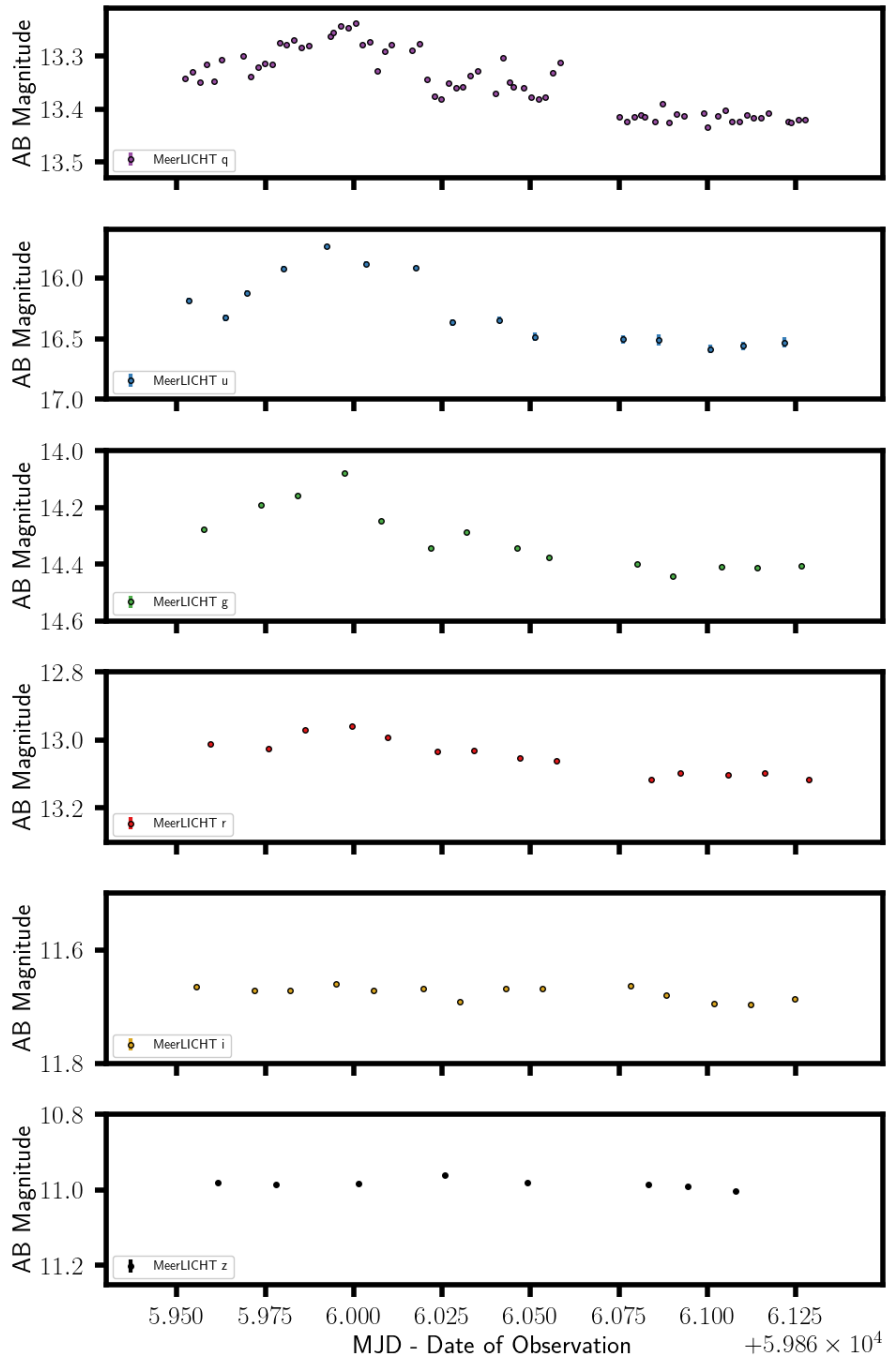 AB Magnitude
13.3
13.4
13.5
MeerLICHT q
AB Magnitude
16.0
16.5
17.0
MeerLICHT u
AB Magnitude
14.0
14.2
14.4
14.6
MeerLICHT g
AB Magnitude
12.8
13.0
13.2
MeerLICHT r
AB Magnitude
11.6
11.8
MeerLICHT i
AB Magnitude
10.8
11.0
11.2
MeerLICHT z
5.950 5.975 6.000 6.025 6.050 6.075 6.100 6.125
MJD - Date of Observation +5.986 × 10⁴